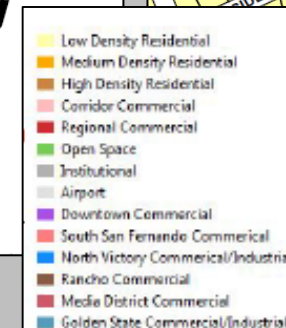 Low Density Residential
Medium Density Residential
High Density Residential
Corridor Commercial
Regional Commercial
Open Space
Institutional
Airport
Downtown Commercial
South San Fernando Commerical
North Victory Commerical/Industria
Rancho Commercial
Media District Commercial
Golden State Commercial/Industrial